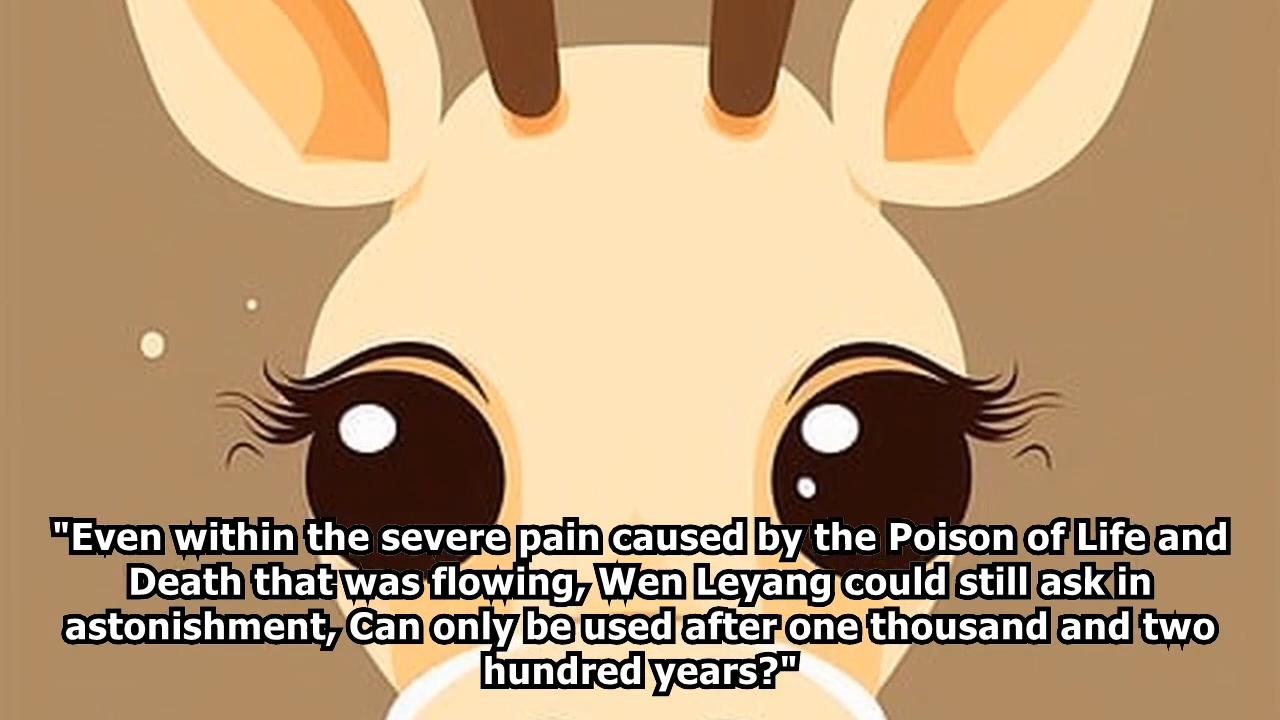 "Even within the severe pain caused by the Poison of Life and
Death that was flowing, Wen Leyang could still ask in
astonishment, Can only be used after one thousand and two
hundred years?"